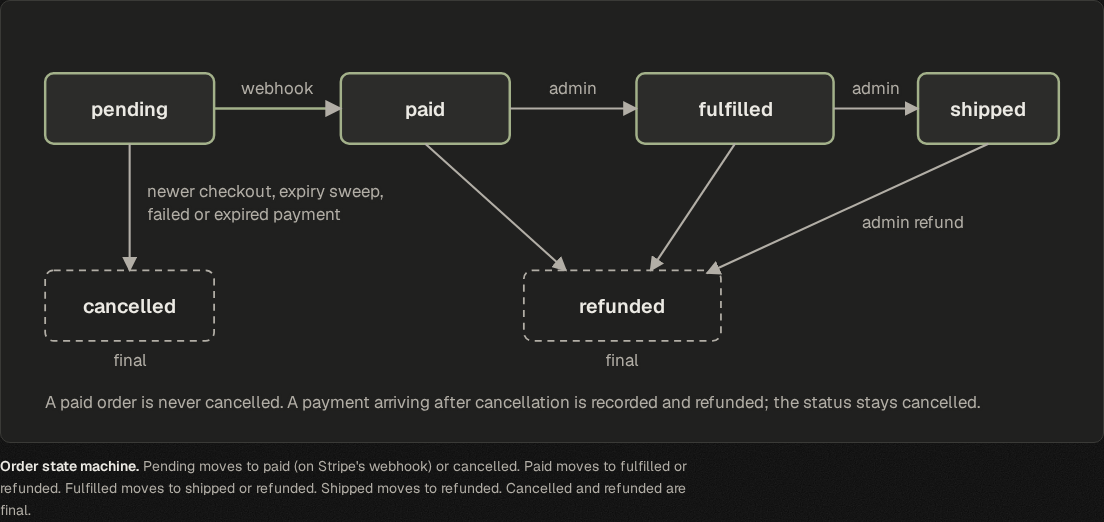 webhook
admin
admin
pending
paid
fulfilled
shipped
newer checkout, expiry sweep,
failed or expired payment
admin refund
cancelled
refunded
final
final
A paid order is never cancelled. A payment arriving after cancellation is recorded and refunded; the status stays cancelled.
Order state machine. Pending moves to paid (on Stripe's webhook) or cancelled. Paid moves to fulfilled or
refunded. Fulfilled moves to shipped or refunded. Shipped moves to refunded. Cancelled and refunded are
final.